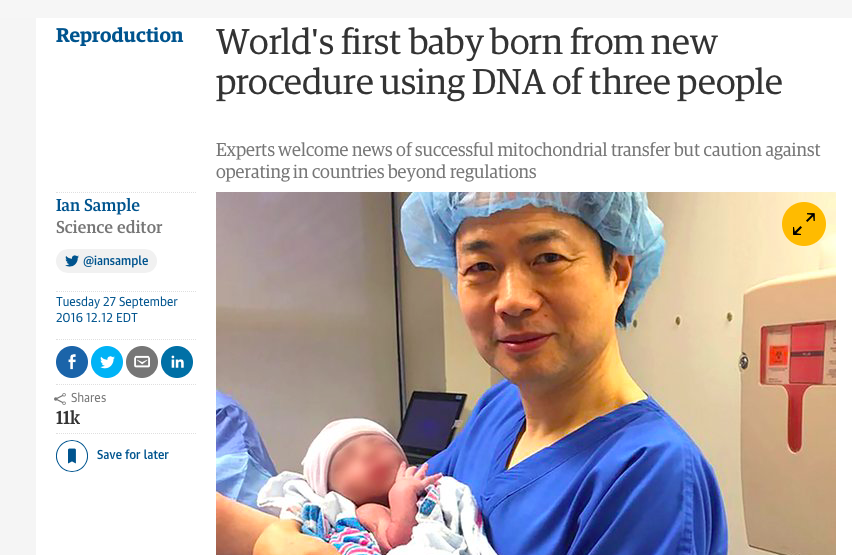 Reproduction
World's first baby born from new
procedure using DNA of three people
Experts welcome news of successful mitochondrial transfer but caution against
operating in countries beyond regulations
Ian Sample
Science editor
@iansample
Tuesday 27 September
2016 12.12 EDT
Shares
11k
Save for later